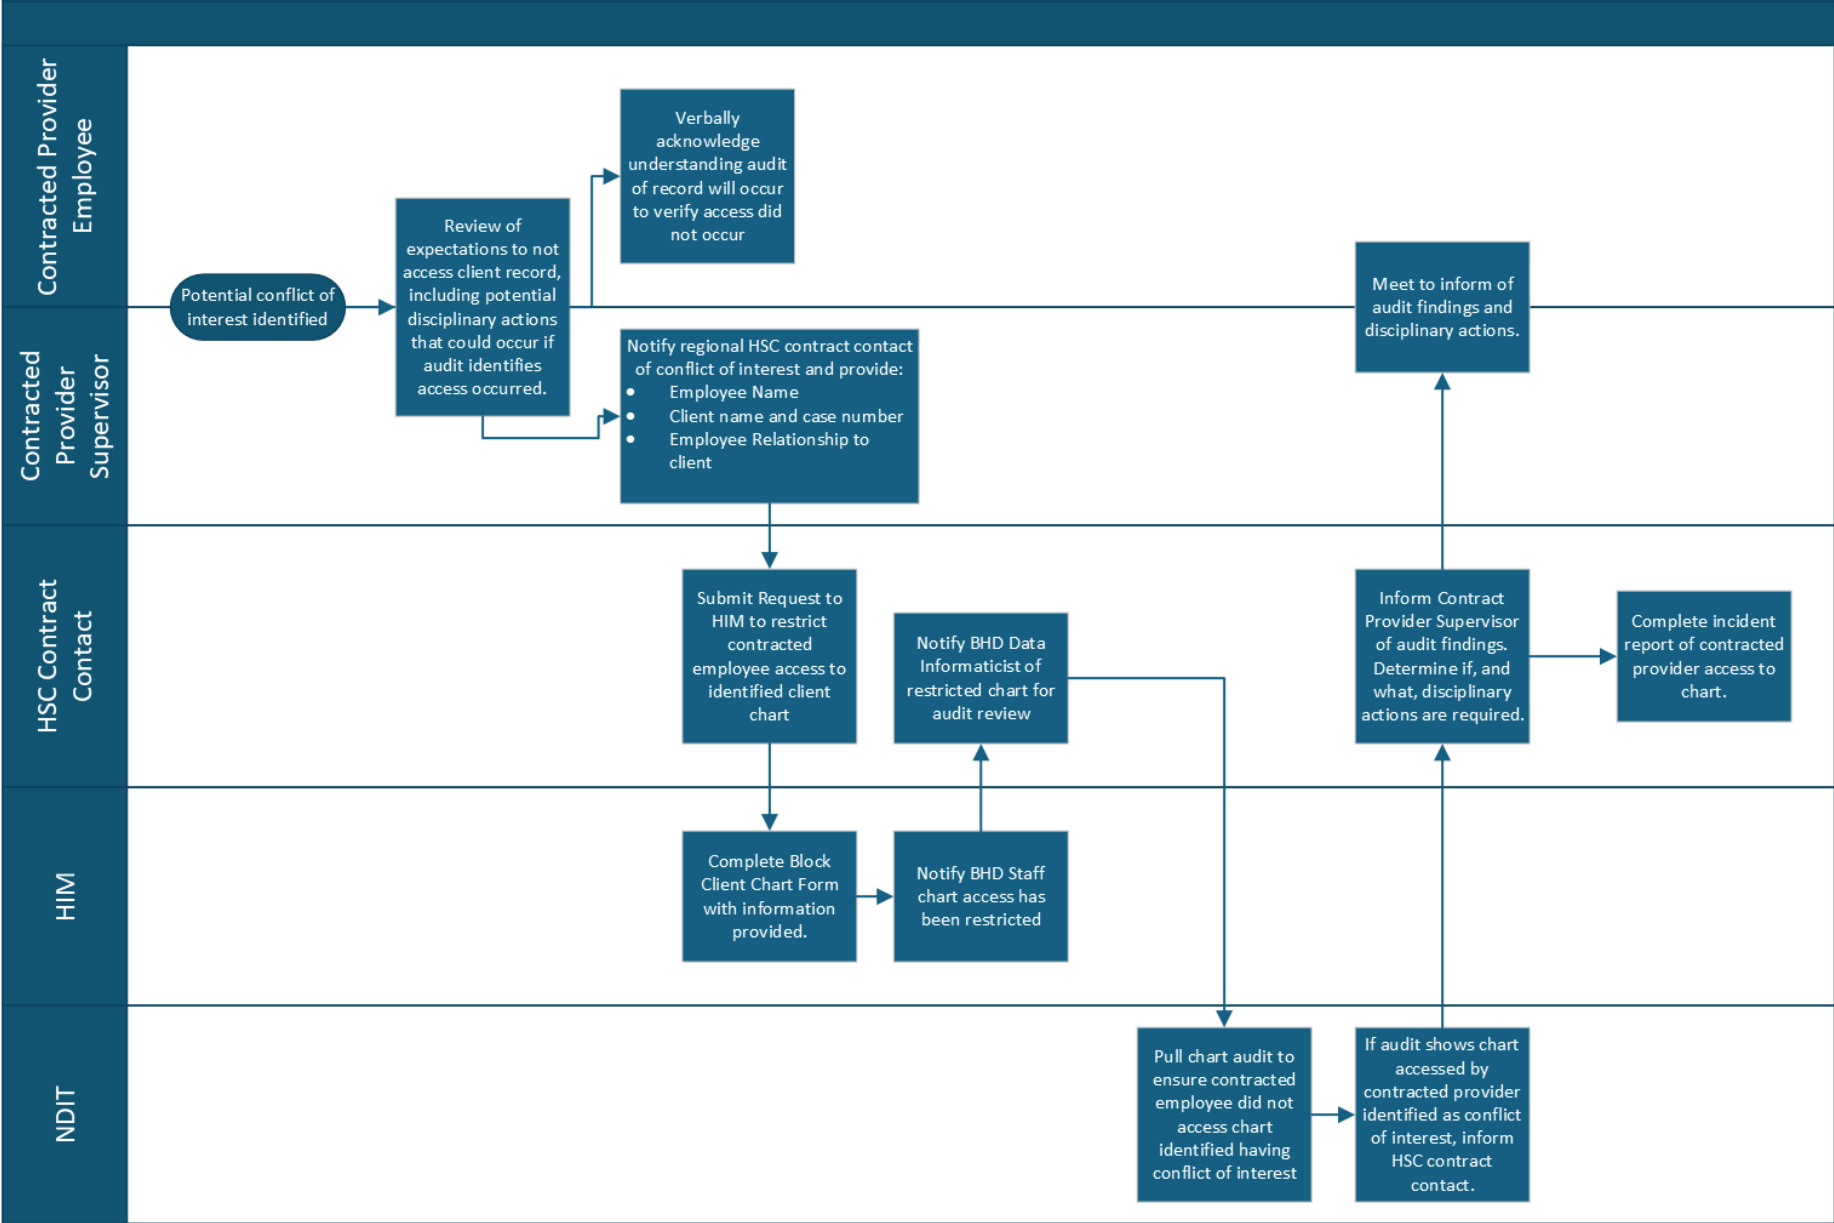 Contracted Provider
Employee
Potential conflict of
interest identified
Review of
expectations to not
access client record,
including potential
disciplinary actions
that could occur if
audit identifies
access occurred.
Verbally
acknowledge
understanding audit
of record will occur
to verify access did
not occur
Meet to inform of
audit findings and
disciplinary actions.
Contracted
Provider
Supervisor
Notify regional HSC contract contact
of conflict of interest and provide:
• Employee Name
• Client name and case number
• Employee Relationship to
client
HSC Contract
Contact
Submit Request to
HIM to restrict
contracted
employee access to
identified client
chart
Notify BHD Data
Informaticist of
restricted chart for
audit review
Inform Contract
Provider Supervisor
of audit findings.
Determine if, and
what, disciplinary
actions are required.
Complete incident
report of contracted
provider access to
chart.
HIM
Complete Block
Client Chart Form
with information
provided.
Notify BHD Staff
chart access has
been restricted
NDIT
Pull chart audit to
ensure contracted
employee did not
access chart
identified having
conflict of interest
If audit shows chart
accessed by
contracted provider
identified as conflict
of interest, inform
HSC contract
contact.